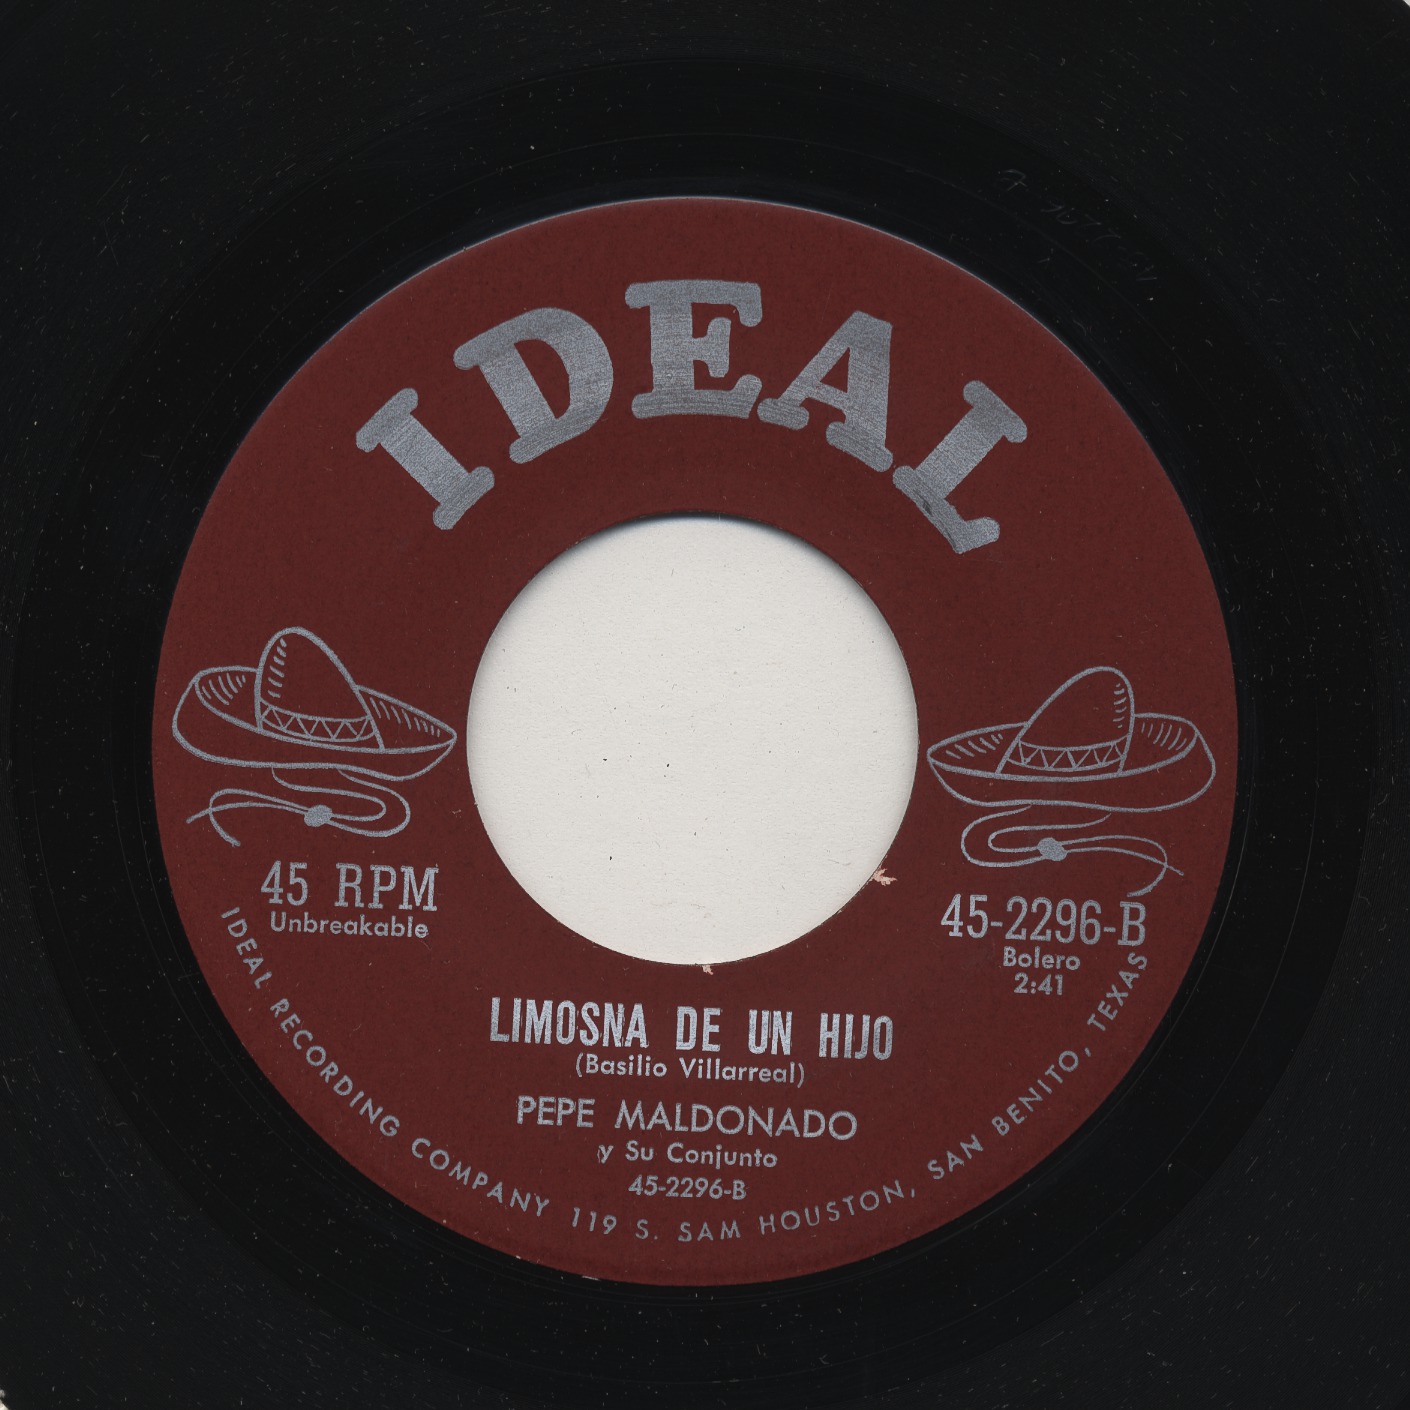 IDEAL
45 RPM
Unbreakable
45-2296-B
Bolero
2:41
LIMOSNA DE UN HIJO
(Basilio Villarreal)
PEPE MALDONADO
y Su Conjunto
45-2296-B
IDEAL RECORDING COMPANY 119 S. SAM HOUSTON, SAN BENITO, TEXAS